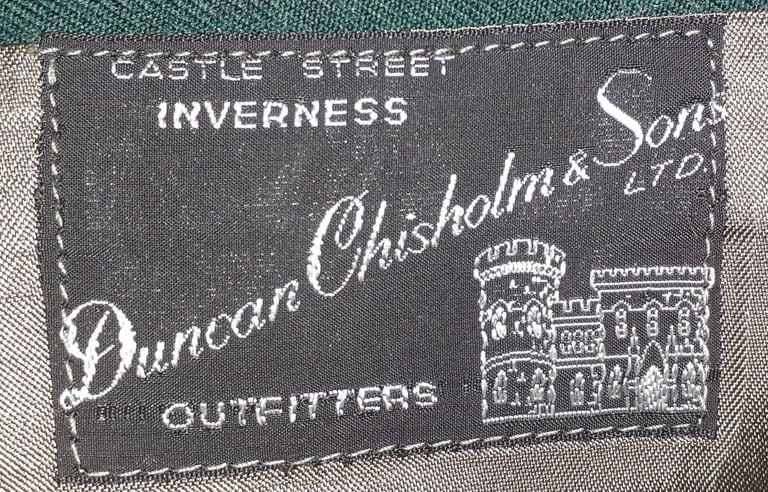 CASTLE STREET
INVERNESS
Duncan Chisholm & Sons
LTD.
OUTFITTERS